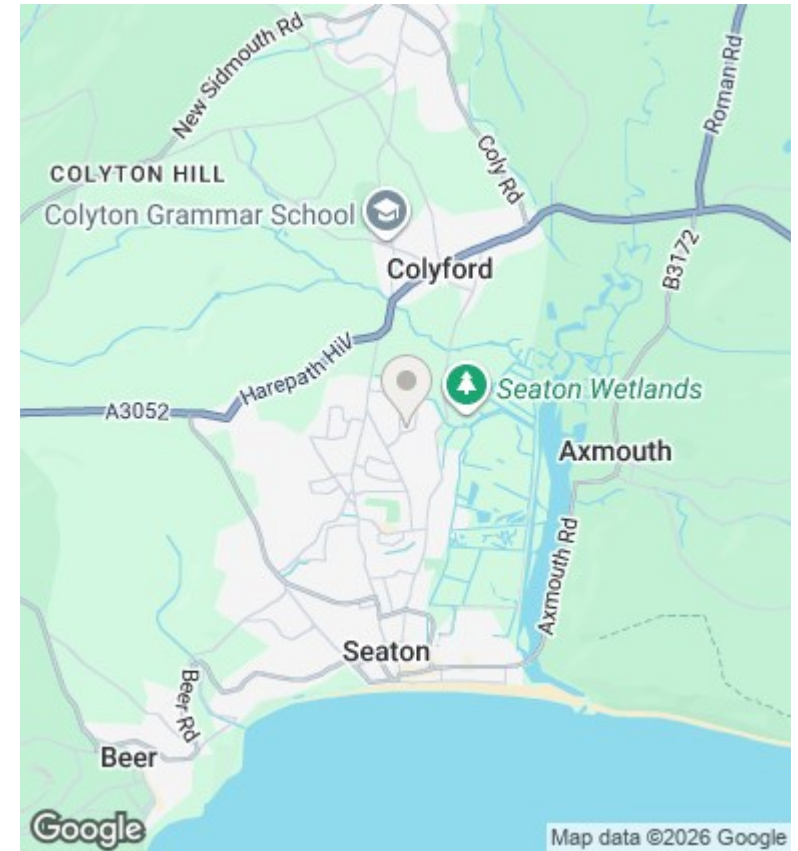 New Sidmouth Rd
Roman Rd
Coly Rd
COLYTON HILL
Colyton Grammar School
B3172
Colyford
Harepath Hil
A3052
Seaton Wetlands
Axmouth
Axmouth Rd
Seaton
Beer Rd
Beer
Google
Map data ©2026 Google